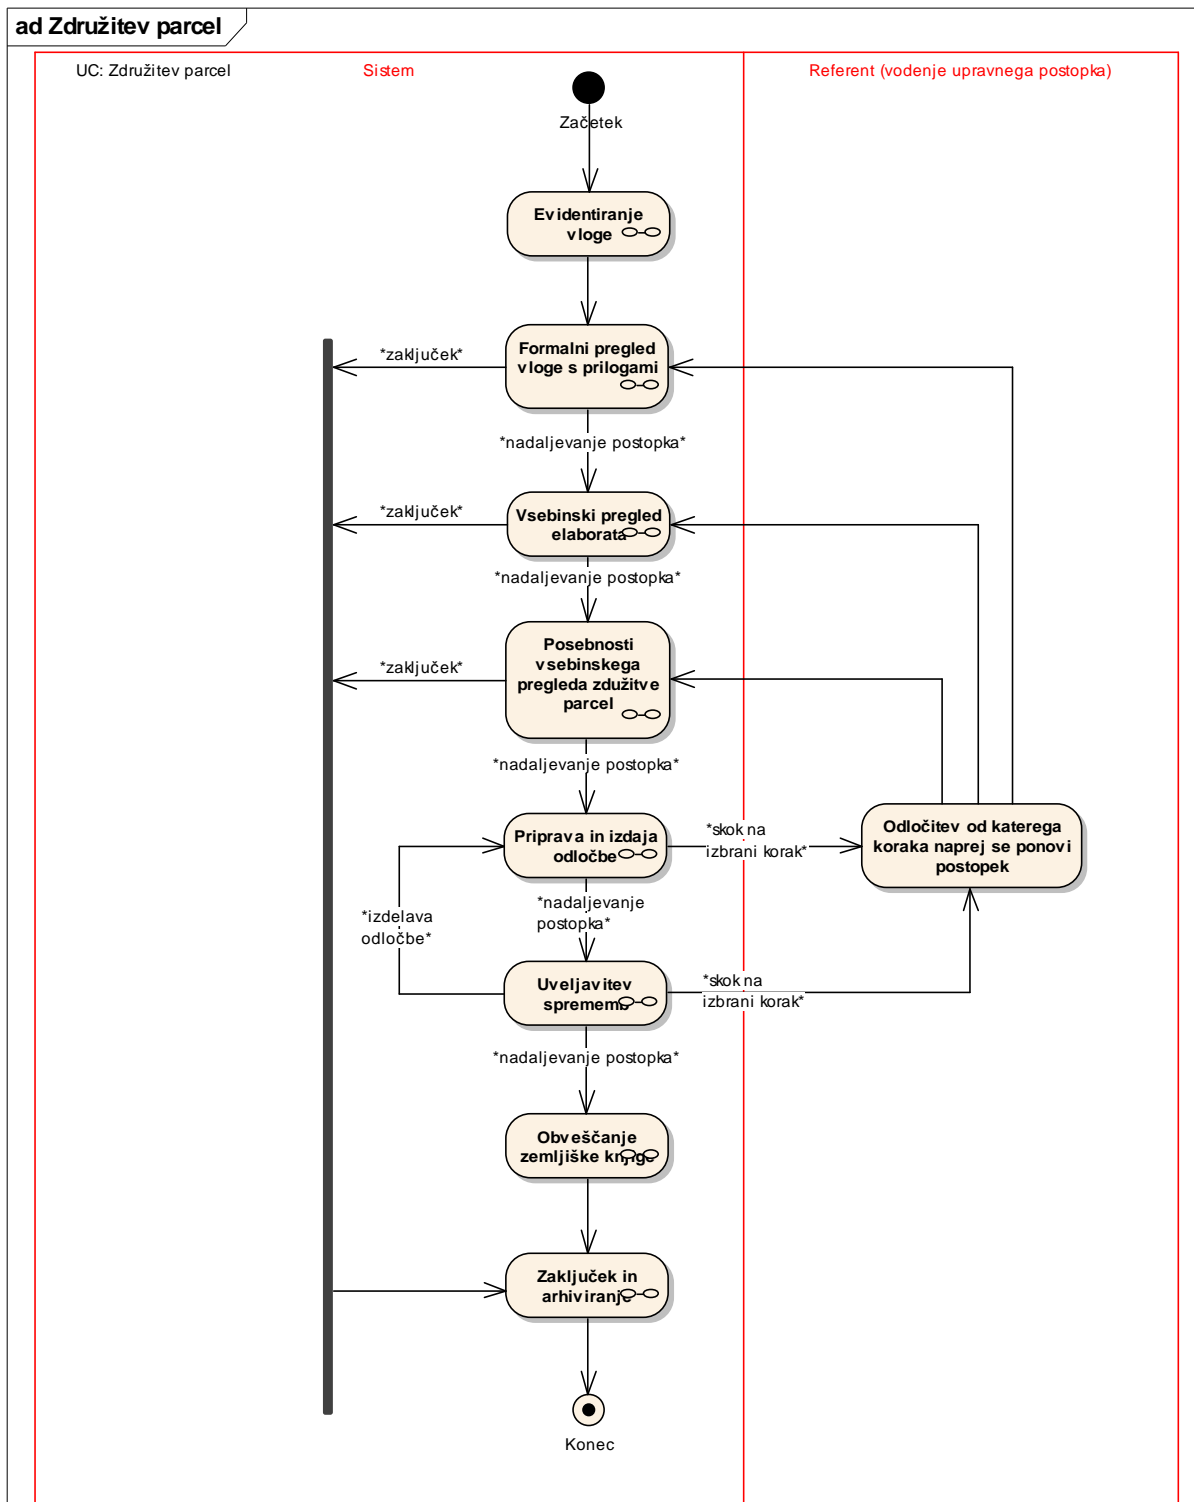 ad Združitev parcel
UC: Združitev parcel
Sistem
Referent (vodenje upravnega postopka)
Začetek
Evidentiranje
vloge
Formalni pregled
vloge s prilogami
*zaključek*
*nadaljevanje postopka*
Vsebinski pregled
elaborata
*zaključek*
*nadaljevanje postopka*
Posebnosti
vsebinskega
pregleda zdužitve
parcel
*zaključek*
*nadaljevanje postopka*
Priprava in izdaja
odločbe
*skok na
izbrani korak*
Odločitev od katerega
koraka naprej se ponovi
postopek
*nadaljevanje
postopka*
*izdelava
odločbe*
Uveljavitev
sprememb
*skok na
izbrani korak*
*nadaljevanje postopka*
Obveščanje
zemljiške knjige
Zaključek in
arhiviranje
Konec